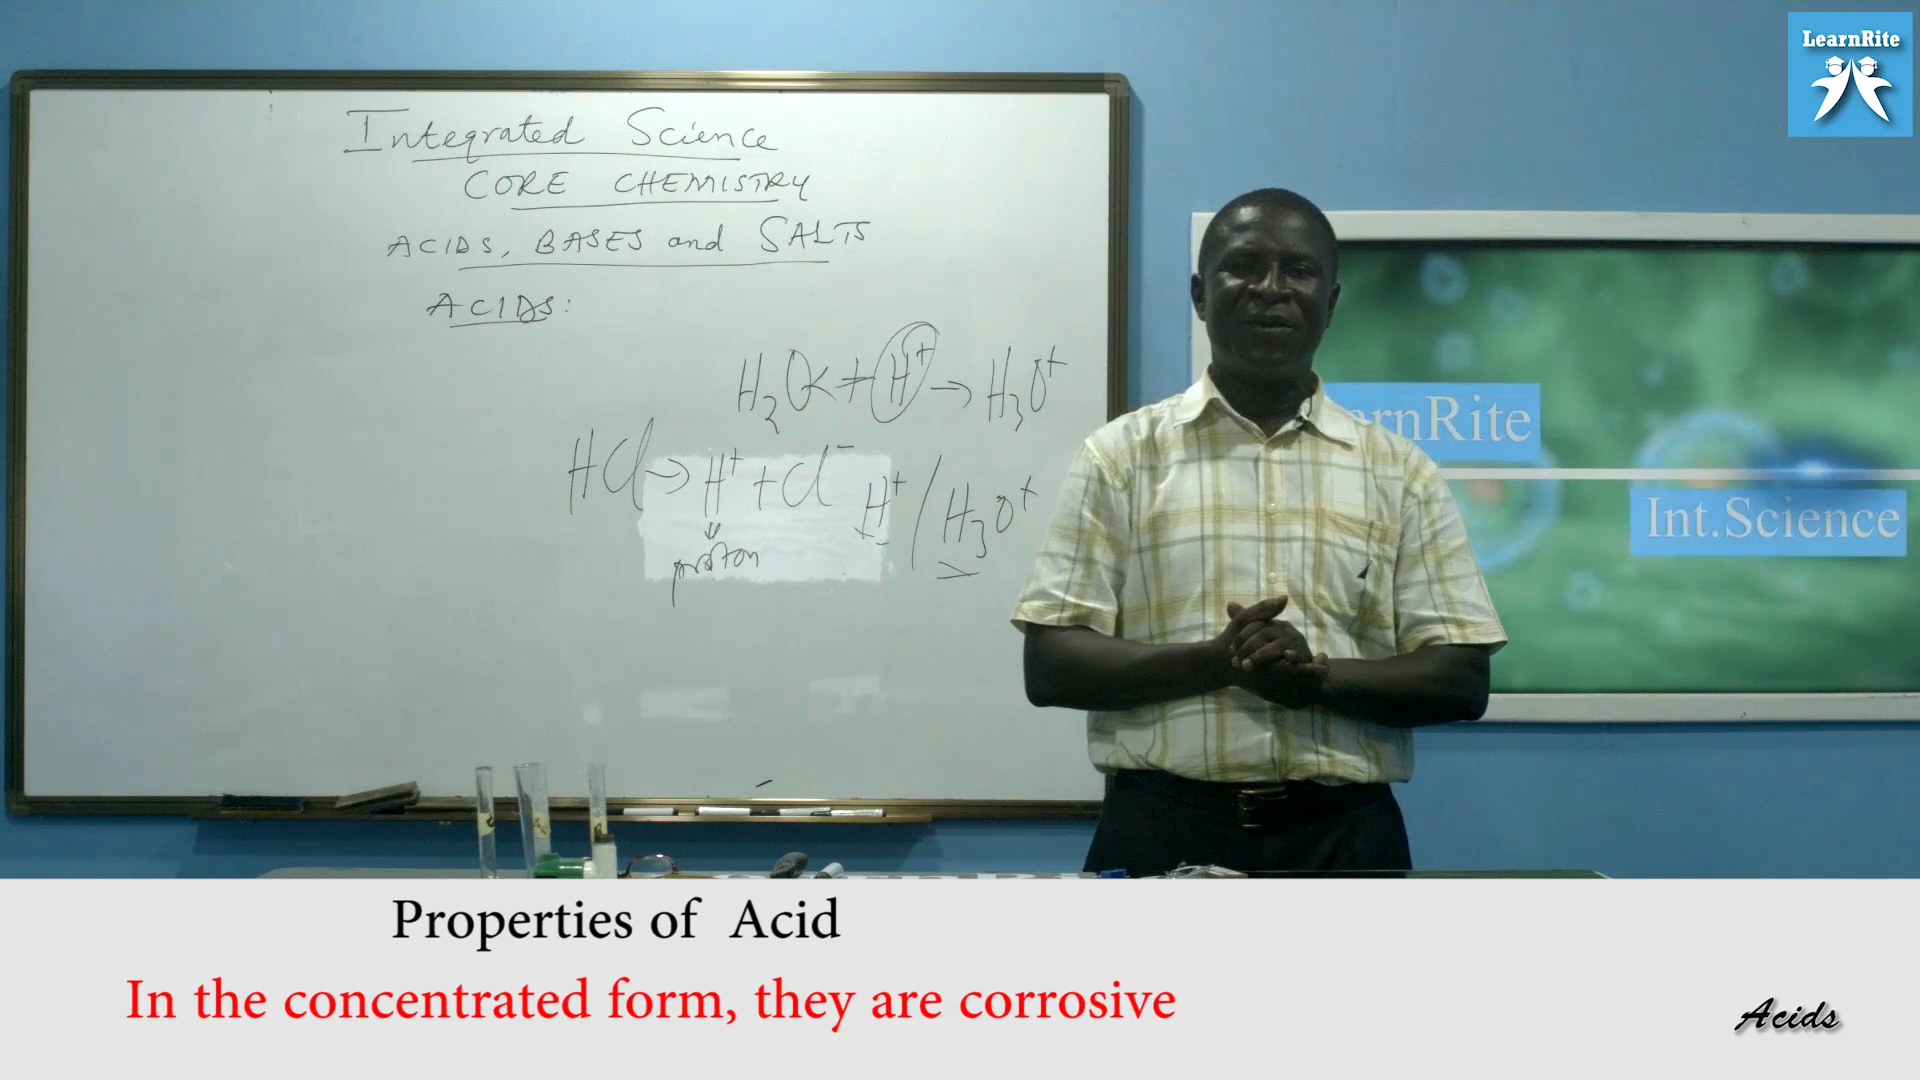 LearnRite
Integrated Science
CORE CHEMISTRY
ACIDS, BASES and SALTS
ACIDS:
H₂O + H⁺ → H₃O⁺
HCl → H⁺ + Cl⁻
H⁺ / H₃O⁺
proton
rnRite
Int.Science
Properties of Acid
In the concentrated form, they are corrosive
Acids